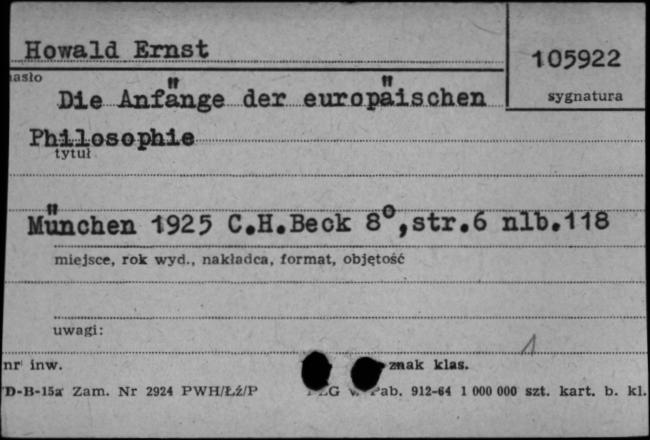 Howald Ernst
105922
hasło
sygnatura
Die Anfänge der europäischen
Philosophie
tytuł
München 1925 C.H.Beck 8°,str.6 nlb.118
miejsce, rok wyd., nakładca, format, objętość
uwagi:
1
nr inw.
znak klas.
D-B-15a Zam. Nr 2924 PWH/Łź/P
Pab. 912-64 1 000 000 szt. kart. b. kl.